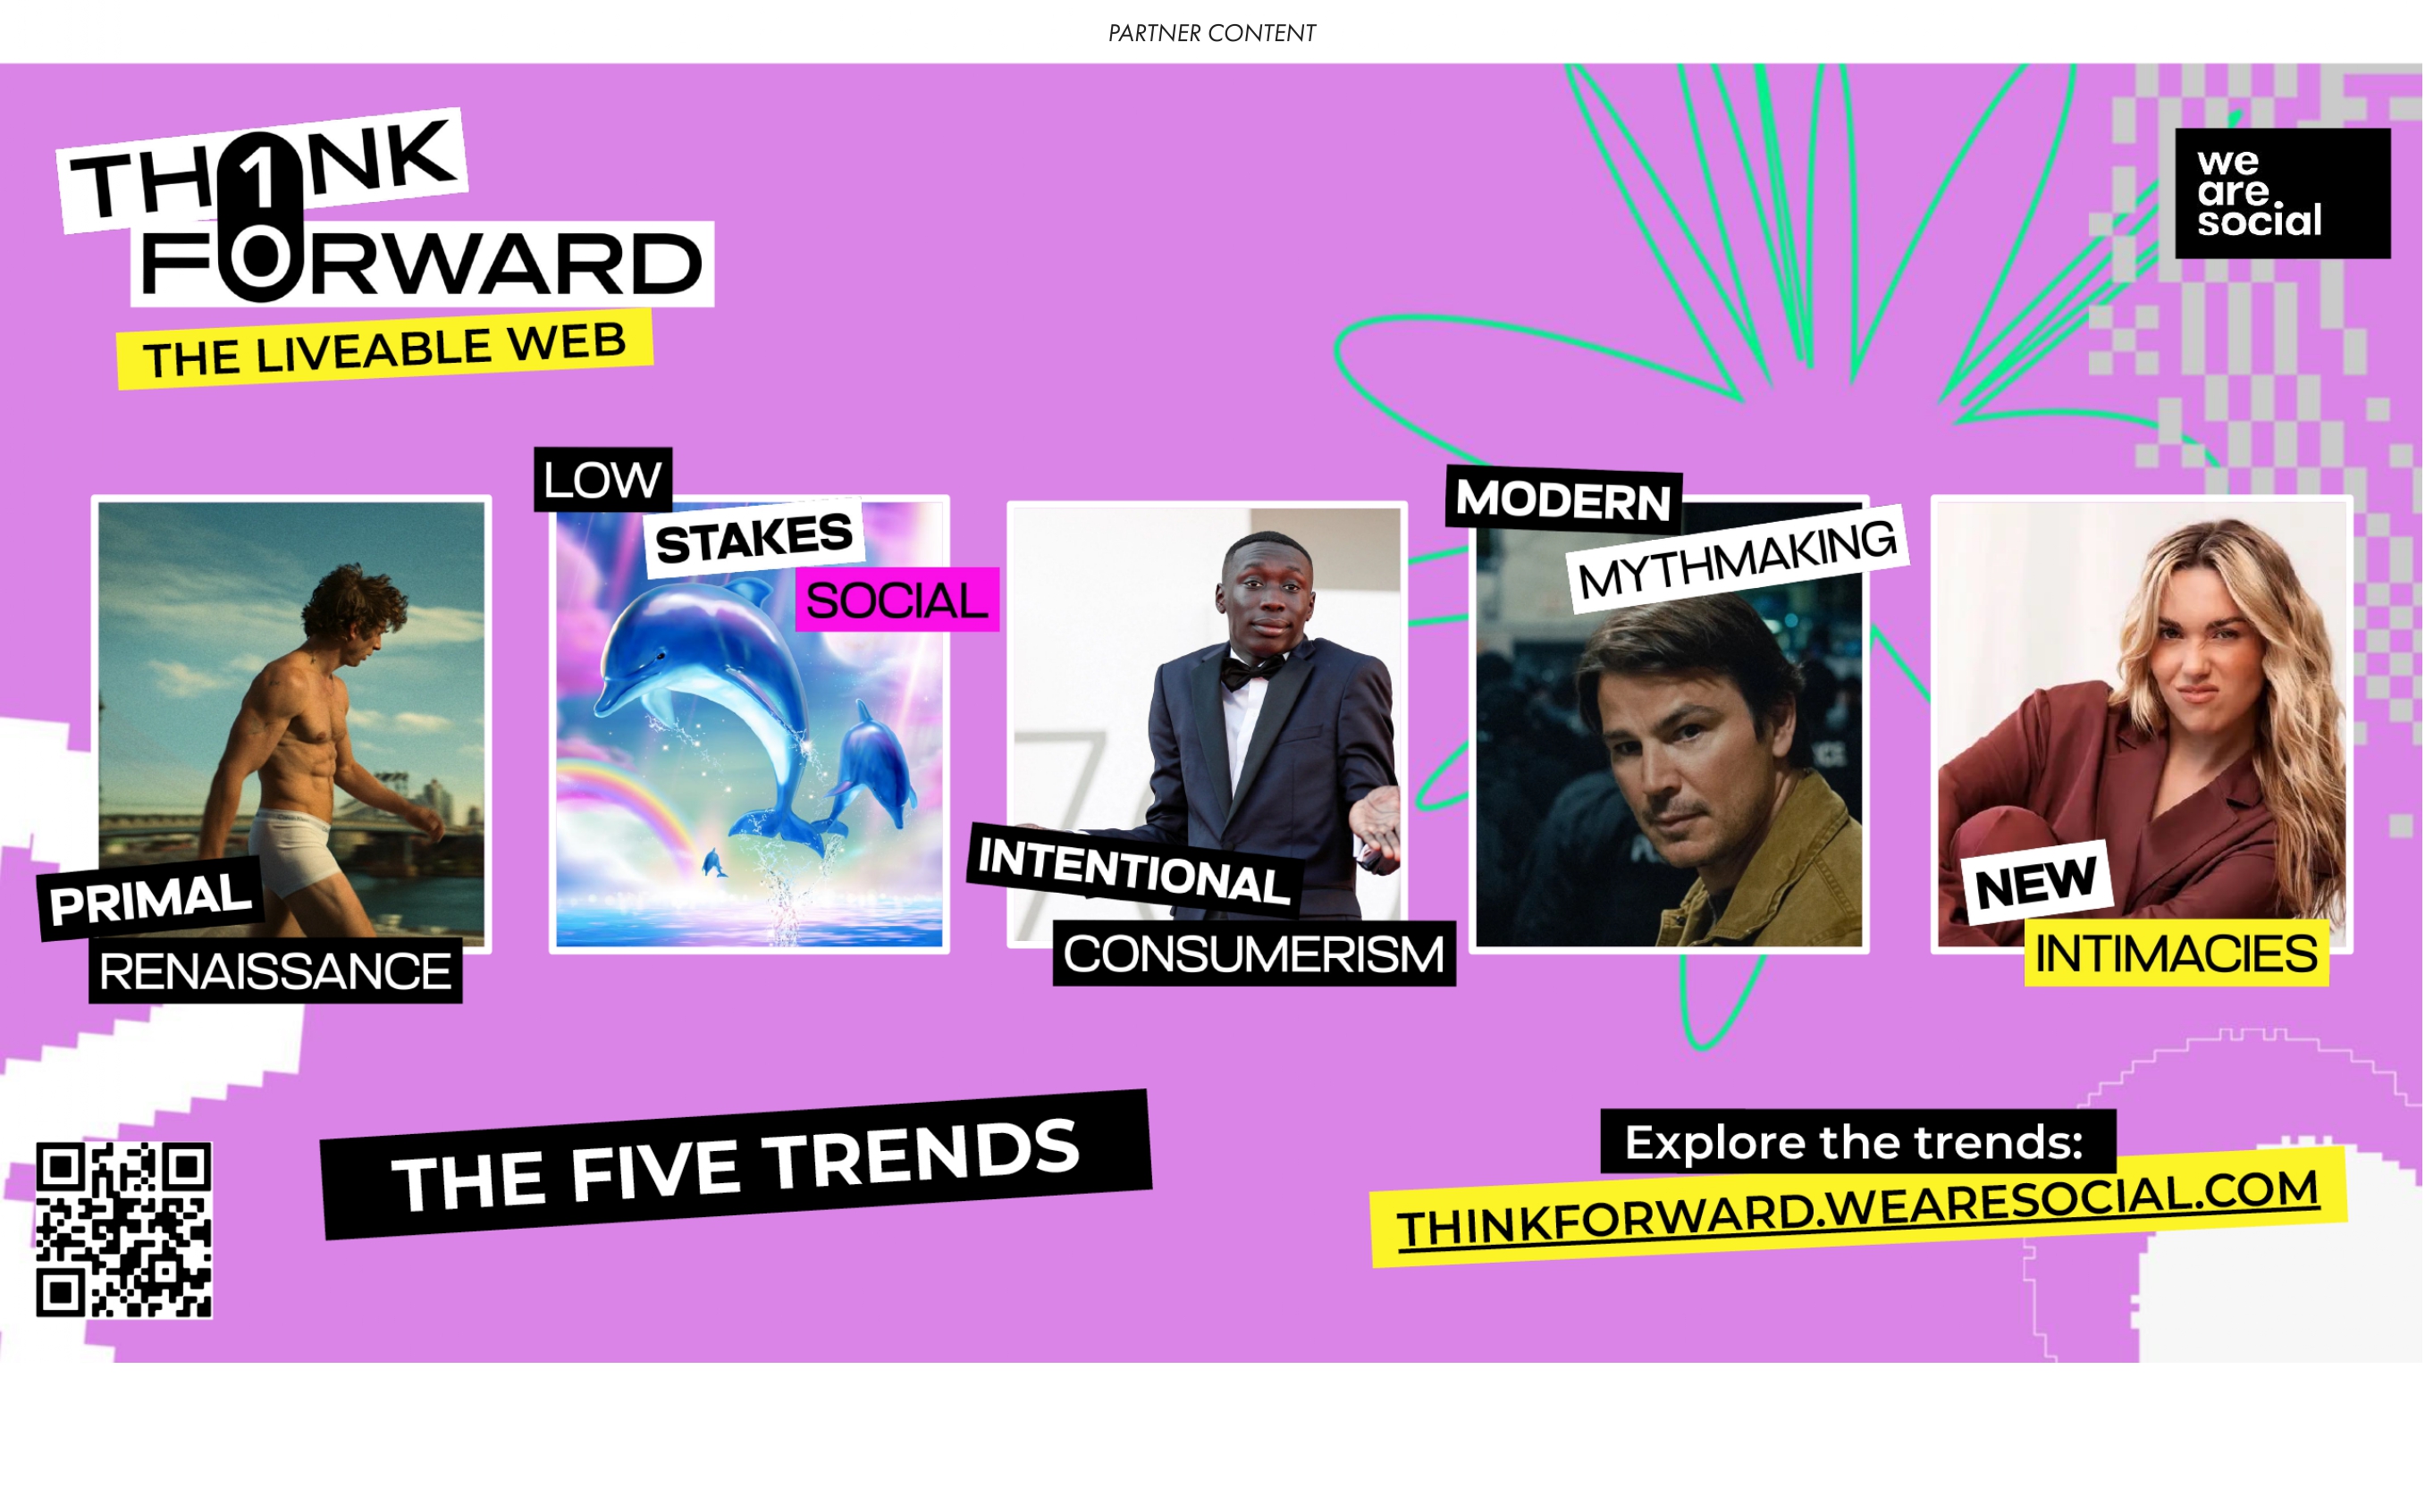 PARTNER CONTENT
TH1NK
FORWARD
THE LIVEABLE WEB
we
are
social
PRIMAL
RENAISSANCE
LOW
STAKES
SOCIAL
INTENTIONAL
CONSUMERISM
MODERN
MYTHMAKING
NEW
INTIMACIES
THE FIVE TRENDS
Explore the trends:
THINKFORWARD.WEARESOCIAL.COM